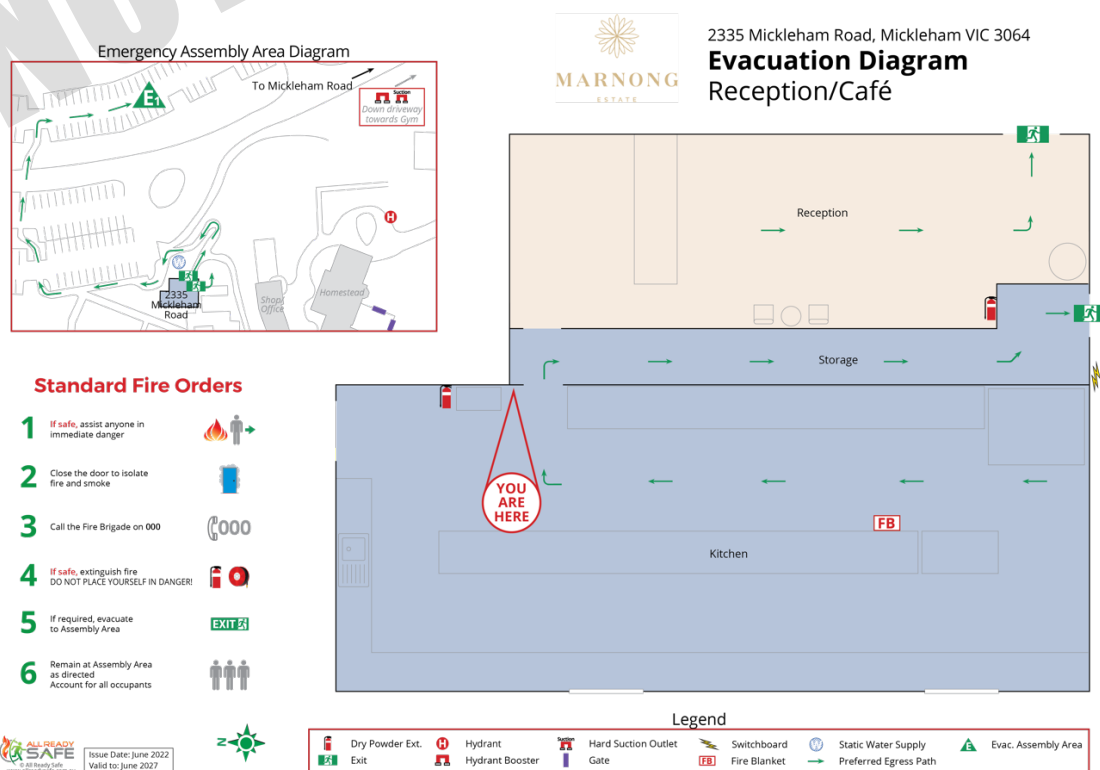 Emergency Assembly Area Diagram
To Mickleham Road
Suction
Down driveway
towards Gym
E1
H
W
2335
Mickleham
Road
Shop/
Office
Homestead
MARNONG
ESTATE
2335 Mickleham Road, Mickleham VIC 3064
Evacuation Diagram
Reception/Café
Reception
Storage
YOU
ARE
HERE
FB
Kitchen
Standard Fire Orders
1
If safe, assist anyone in
immediate danger
2
Close the door to isolate
fire and smoke
3
Call the Fire Brigade on 000
000
4
If safe, extinguish fire
DO NOT PLACE YOURSELF IN DANGER!
5
If required, evacuate
to Assembly Area
EXIT
6
Remain at Assembly Area
as directed
Account for all occupants
ALL READY
SAFE
© All Ready Safe
Issue Date: June 2022
Valid to: June 2027
N
Legend
Dry Powder Ext.
H Hydrant
Suction Hard Suction Outlet
Switchboard
W Static Water Supply
E Evac. Assembly Area
Exit
Hydrant Booster
Gate
FB Fire Blanket
Preferred Egress Path